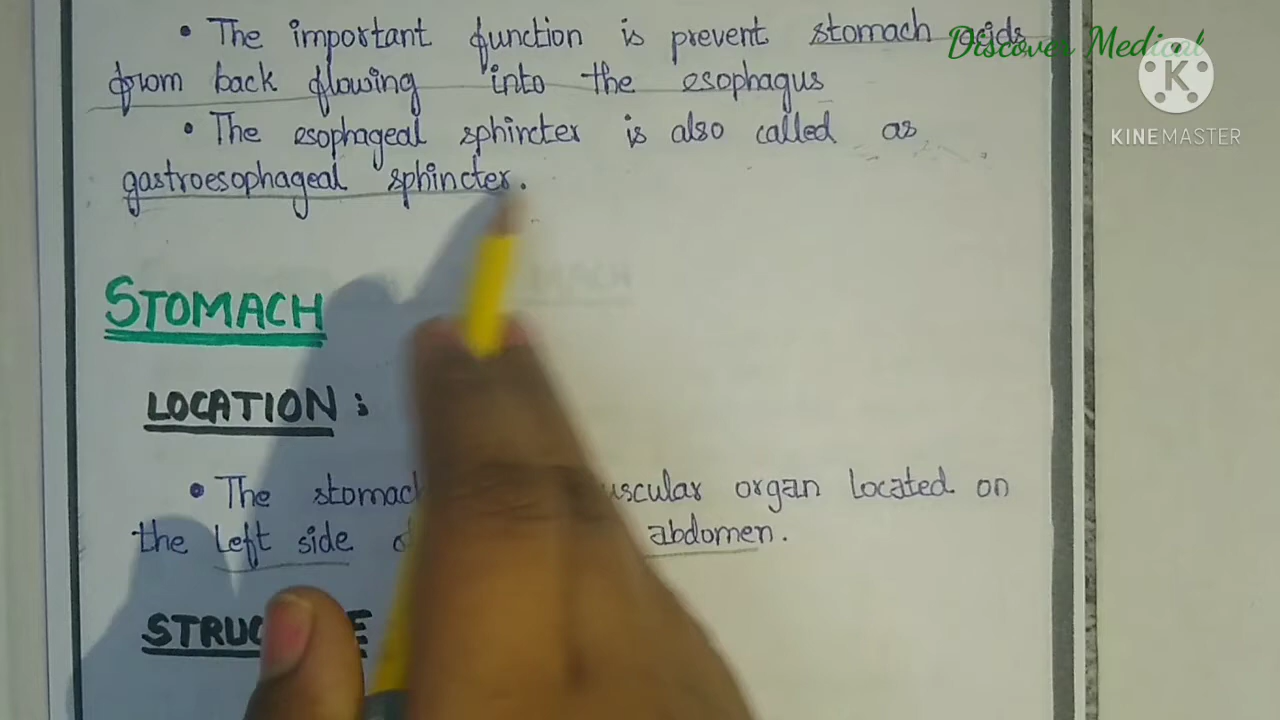 • The important function is prevent stomach acids
from back flowing into the esophagus
• The esophageal sphincter is also called as
gastroesophageal sphincter.
STOMACH
LOCATION :
• The stomach uscular organ located on
the left side abdomen.
STRUC E
Discover Medical
K
KINEMASTER